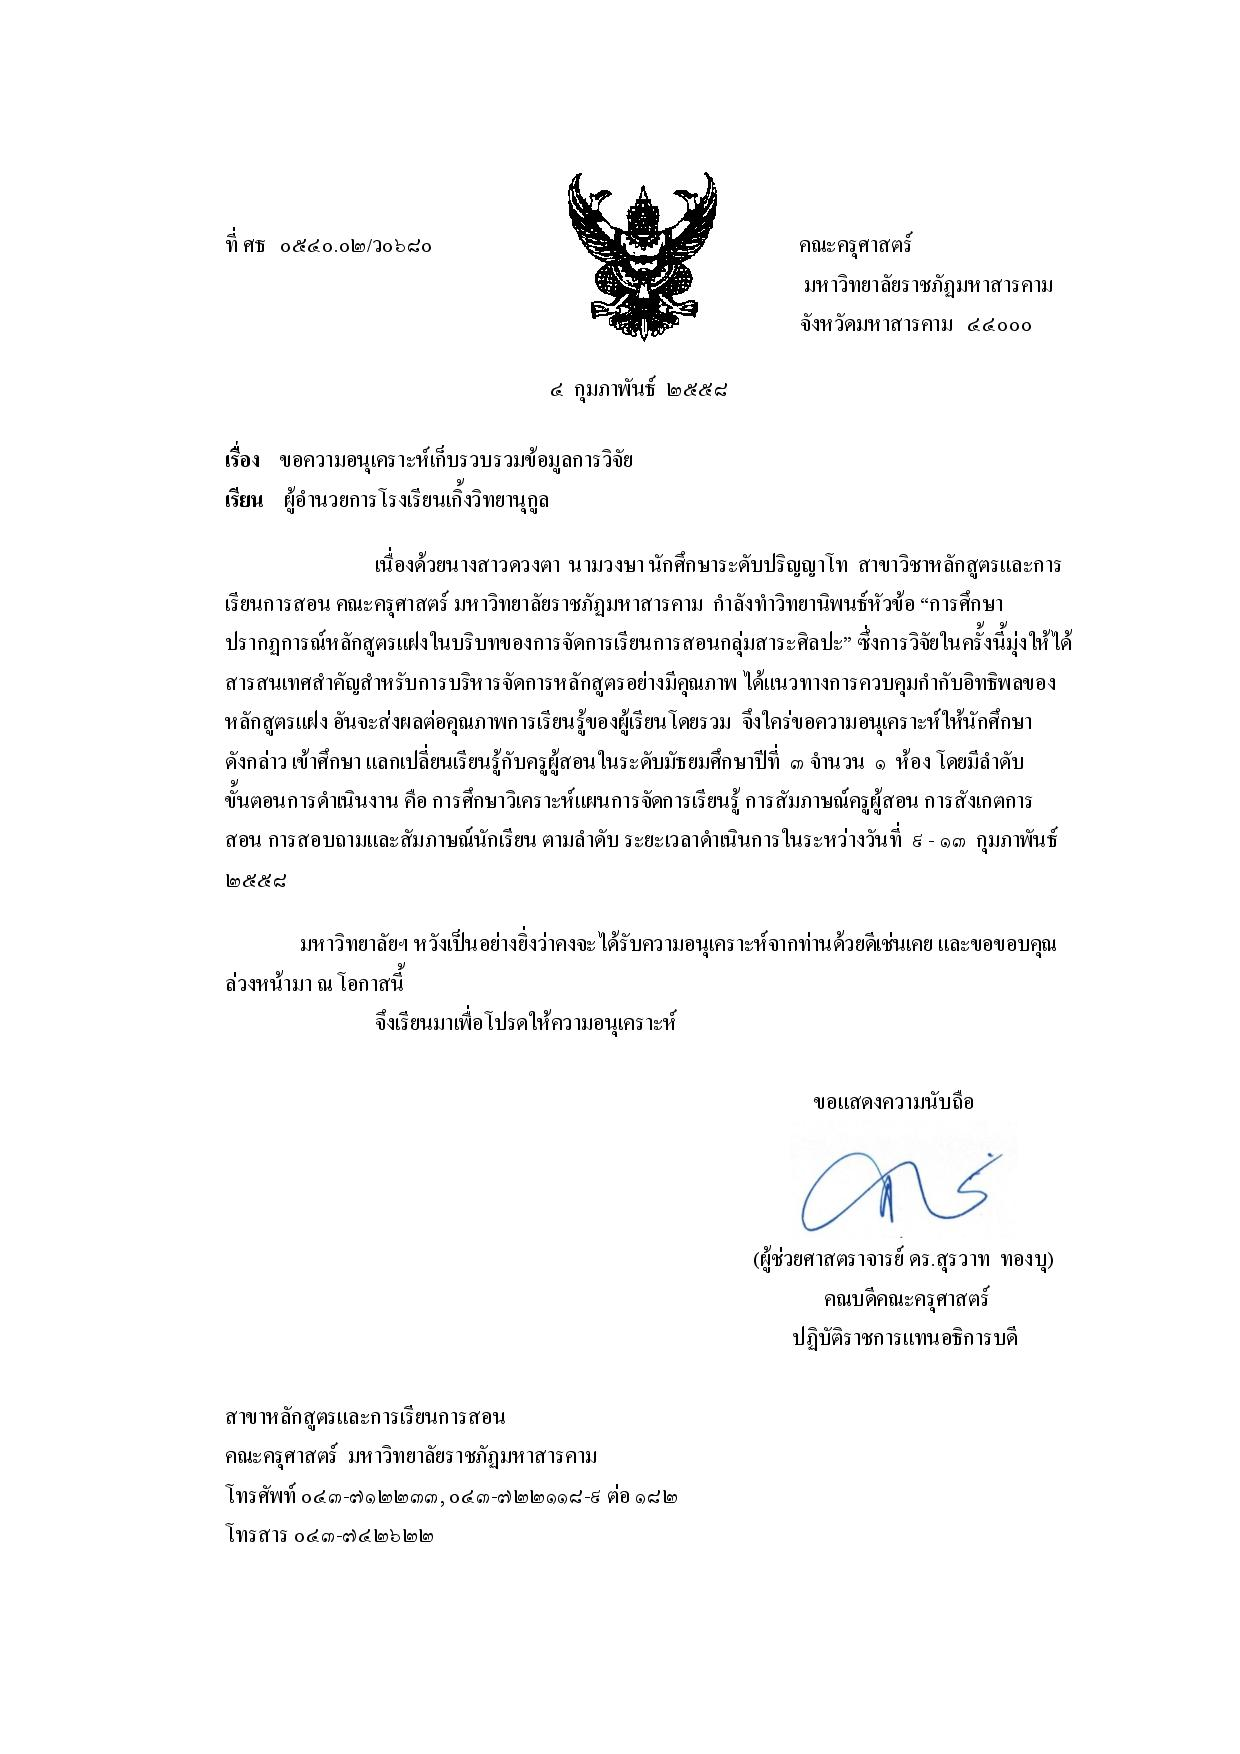 ที่ ศธ ๐๕๔๐.๐๒/ว๐๖๘๐
คณะครุศาสตร์
มหาวิทยาลัยราชภัฏมหาสารคาม
จังหวัดมหาสารคาม ๔๔๐๐๐
๔ กุมภาพันธ์ ๒๕๕๘
เรื่อง ขอความอนุเคราะห์เก็บรวบรวมข้อมูลการวิจัย
เรียน ผู้อำนวยการโรงเรียนเกิ้งวิทยานุกูล
เนื่องด้วยนางสาวดวงตา นามวงษา นักศึกษาระดับปริญญาโท สาขาวิชาหลักสูตรและการ
เรียนการสอน คณะครุศาสตร์ มหาวิทยาลัยราชภัฏมหาสารคาม กำลังทำวิทยานิพนธ์หัวข้อ “การศึกษา
ปรากฏการณ์หลักสูตรแฝงในบริบทของการจัดการเรียนการสอนกลุ่มสาระศิลปะ” ซึ่งการวิจัยในครั้งนี้มุ่งให้ได้
สารสนเทศสำคัญสำหรับการบริหารจัดการหลักสูตรอย่างมีคุณภาพ ได้แนวทางการควบคุมกำกับอิทธิพลของ
หลักสูตรแฝง อันจะส่งผลต่อคุณภาพการเรียนรู้ของผู้เรียนโดยรวม จึงใคร่ขอความอนุเคราะห์ให้นักศึกษา
ดังกล่าว เข้าศึกษา แลกเปลี่ยนเรียนรู้กับครูผู้สอนในระดับมัธยมศึกษาปีที่ ๓ จำนวน ๑ ห้อง โดยมีลำดับ
ขั้นตอนการดำเนินงาน คือ การศึกษาวิเคราะห์แผนการจัดการเรียนรู้ การสัมภาษณ์ครูผู้สอน การสังเกตการ
สอน การสอบถามและสัมภาษณ์นักเรียน ตามลำดับ ระยะเวลาดำเนินการในระหว่างวันที่ ๙ - ๑๓ กุมภาพันธ์
๒๕๕๘
มหาวิทยาลัยฯ หวังเป็นอย่างยิ่งว่าคงจะได้รับความอนุเคราะห์จากท่านด้วยดีเช่นเคย และขอขอบคุณ
ล่วงหน้ามา ณ โอกาสนี้
จึงเรียนมาเพื่อโปรดให้ความอนุเคราะห์
ขอแสดงความนับถือ
(ผู้ช่วยศาสตราจารย์ ดร.สุรวาท ทองบุ)
คณบดีคณะครุศาสตร์
ปฏิบัติราชการแทนอธิการบดี
สาขาหลักสูตรและการเรียนการสอน
คณะครุศาสตร์ มหาวิทยาลัยราชภัฏมหาสารคาม
โทรศัพท์ ๐๔๓-๗๑๒๒๓๓, ๐๔๓-๗๒๒๑๑๘-๙ ต่อ ๑๘๒
โทรสาร ๐๔๓-๗๔๒๖๒๒